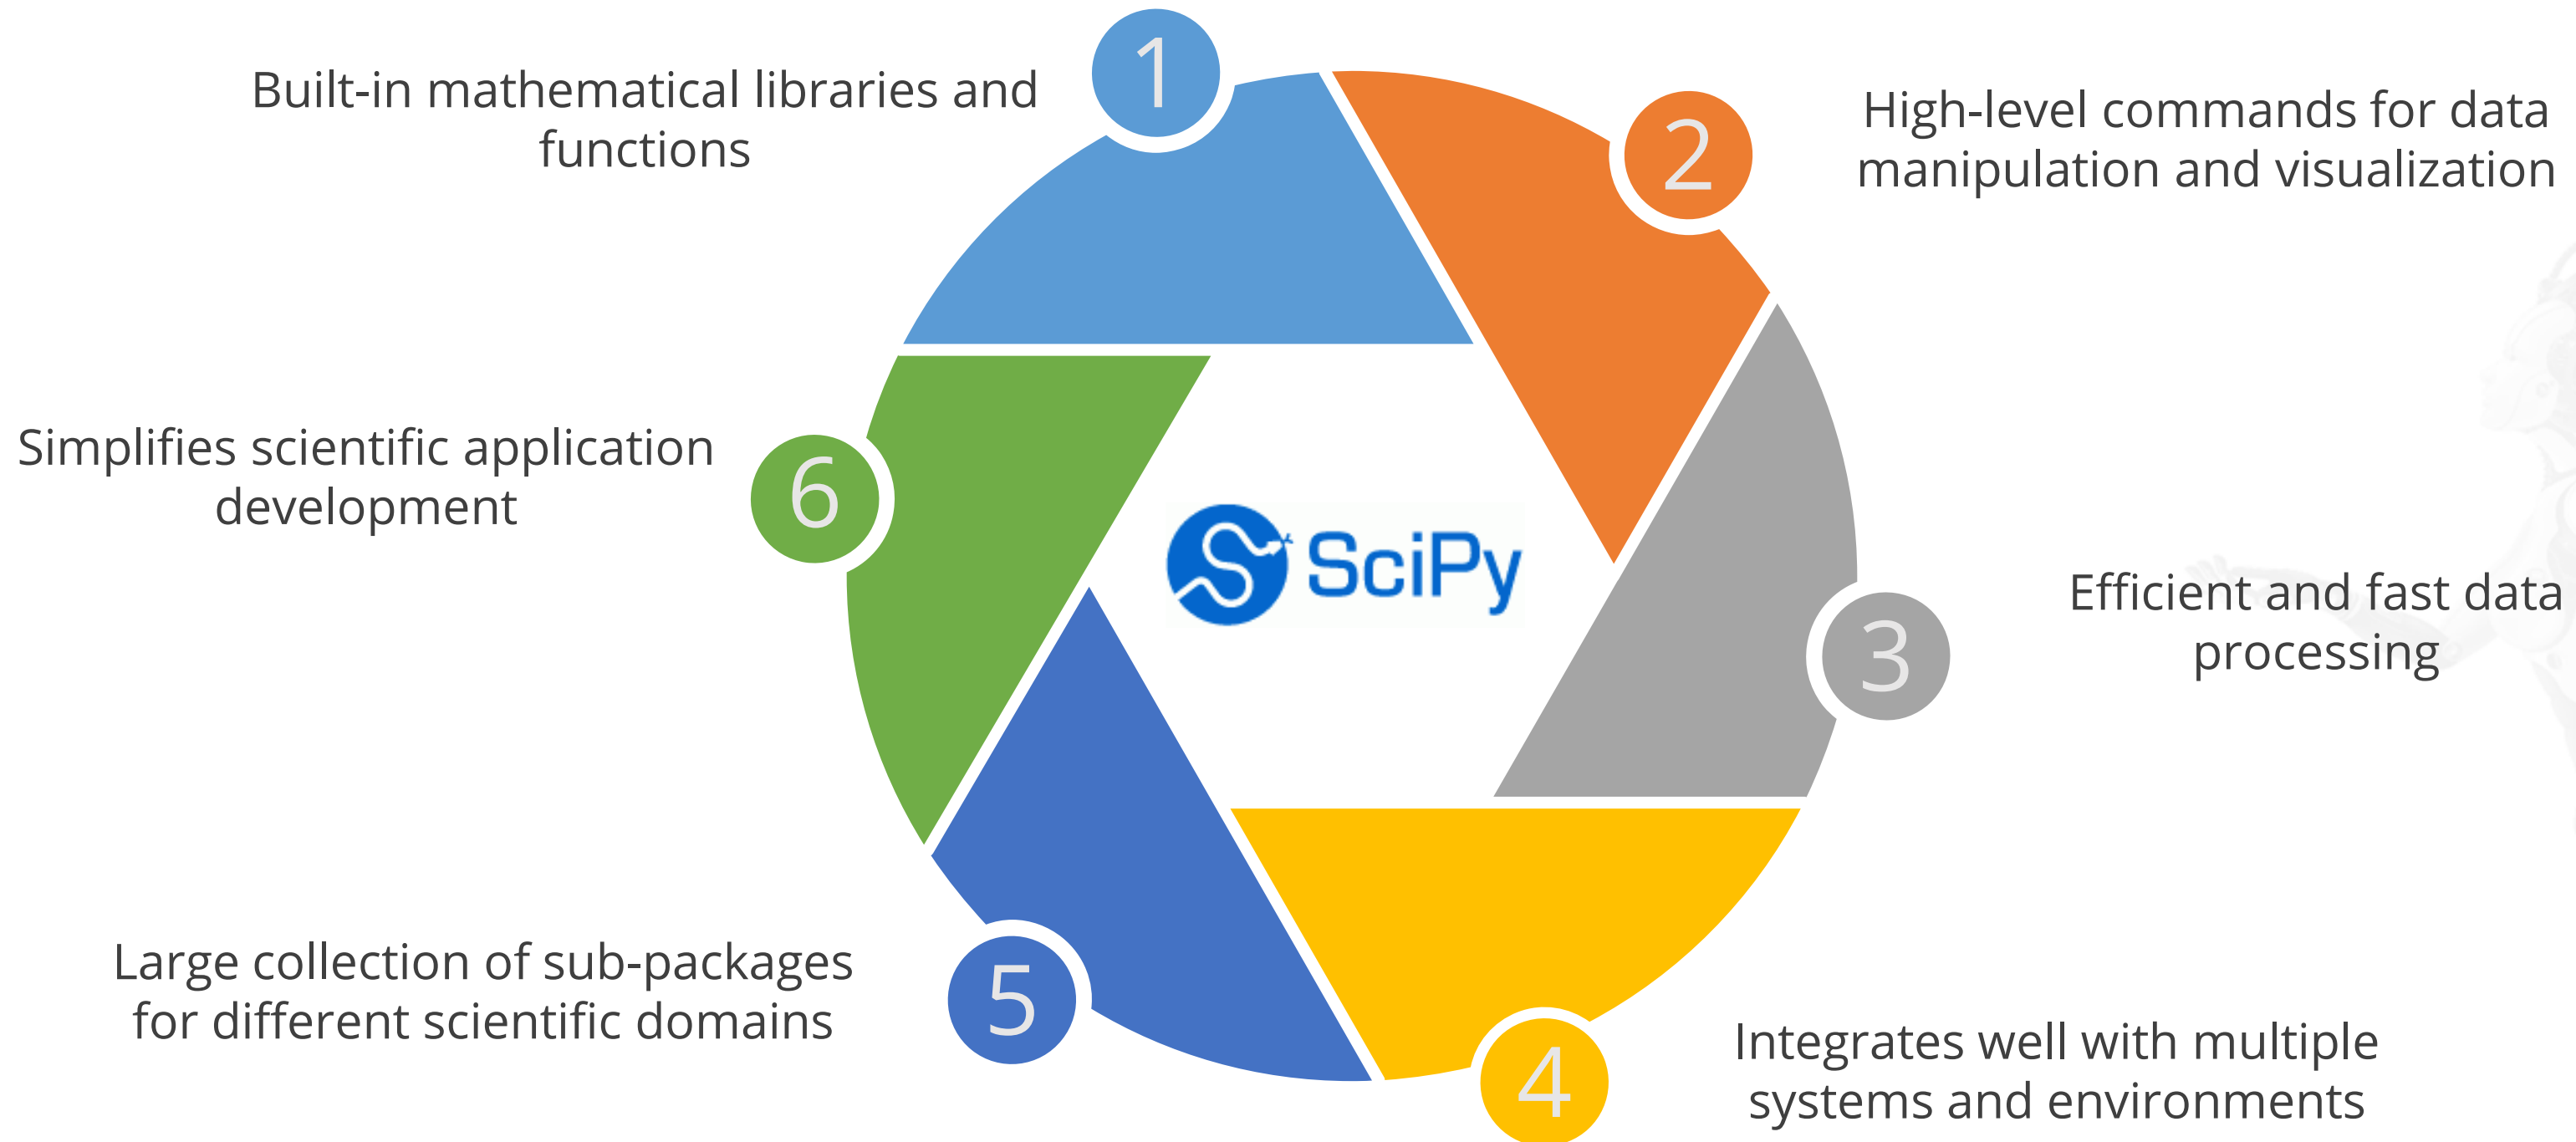 1
Built-in mathematical libraries and
functions
2
High-level commands for data
manipulation and visualization
3
Efficient and fast data
processing
4
Integrates well with multiple
systems and environments
5
Large collection of sub-packages
for different scientific domains
6
Simplifies scientific application
development
SciPy